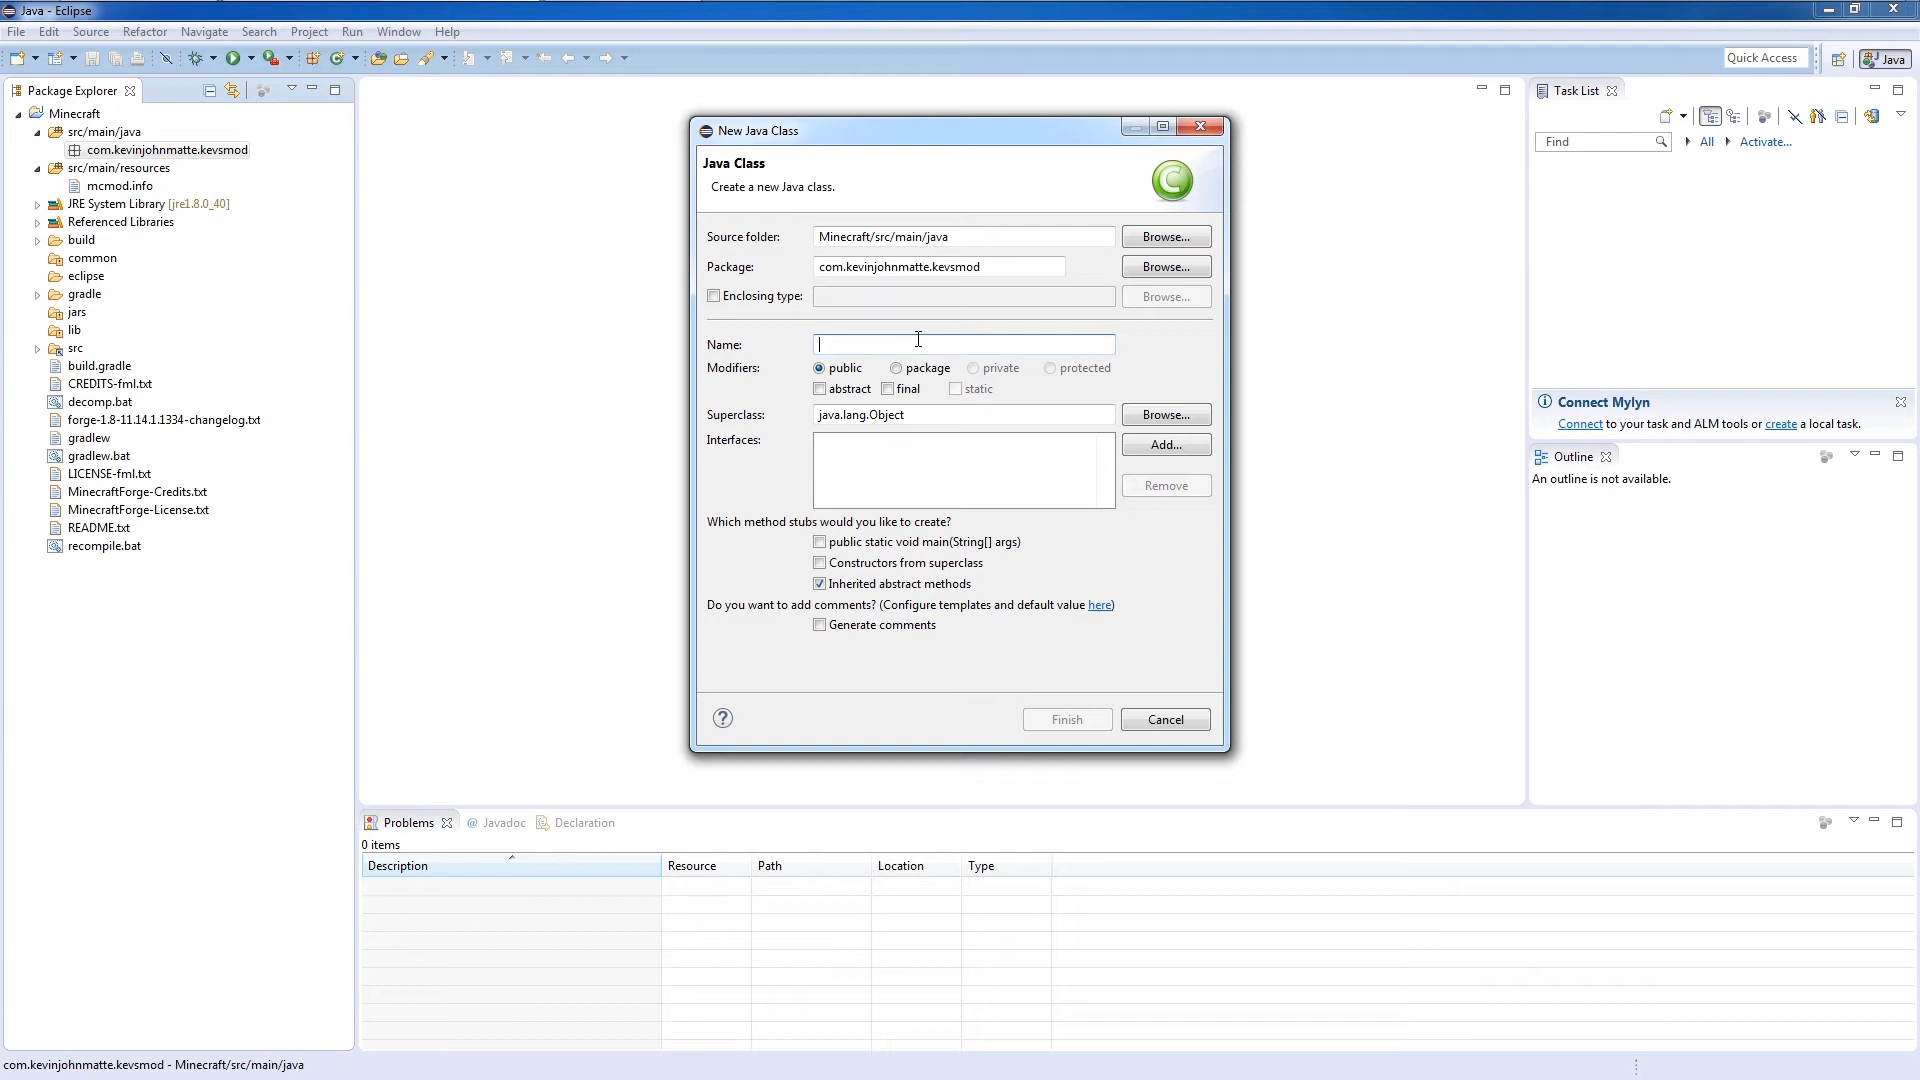 Java - Eclipse
File Edit Source Refactor Navigate Search Project Run Window Help
Quick Access
Java
Package Explorer
Minecraft
src/main/java
com.kevinjohnmatte.kevsmod
src/main/resources
mcmod.info
JRE System Library [jre1.8.0_40]
Referenced Libraries
build
common
eclipse
gradle
jars
lib
src
build.gradle
CREDITS-fml.txt
decomp.bat
forge-1.8-11.14.1.1334-changelog.txt
gradlew
gradlew.bat
LICENSE-fml.txt
MinecraftForge-Credits.txt
MinecraftForge-License.txt
README.txt
recompile.bat
New Java Class
Java Class
Create a new Java class.
C
Source folder: Minecraft/src/main/java Browse...
Package: com.kevinjohnmatte.kevsmod Browse...
Enclosing type: Browse...
Name:
Modifiers: public package private protected
abstract final static
Superclass: java.lang.Object Browse...
Interfaces: Add...
Remove
Which method stubs would you like to create?
public static void main(String[] args)
Constructors from superclass
Inherited abstract methods
Do you want to add comments? (Configure templates and default value here)
Generate comments
? Finish Cancel
Task List
Find All Activate...
Connect Mylyn
Connect to your task and ALM tools or create a local task.
Outline
An outline is not available.
Problems @ Javadoc Declaration
0 items
Description Resource Path Location Type
com.kevinjohnmatte.kevsmod - Minecraft/src/main/java